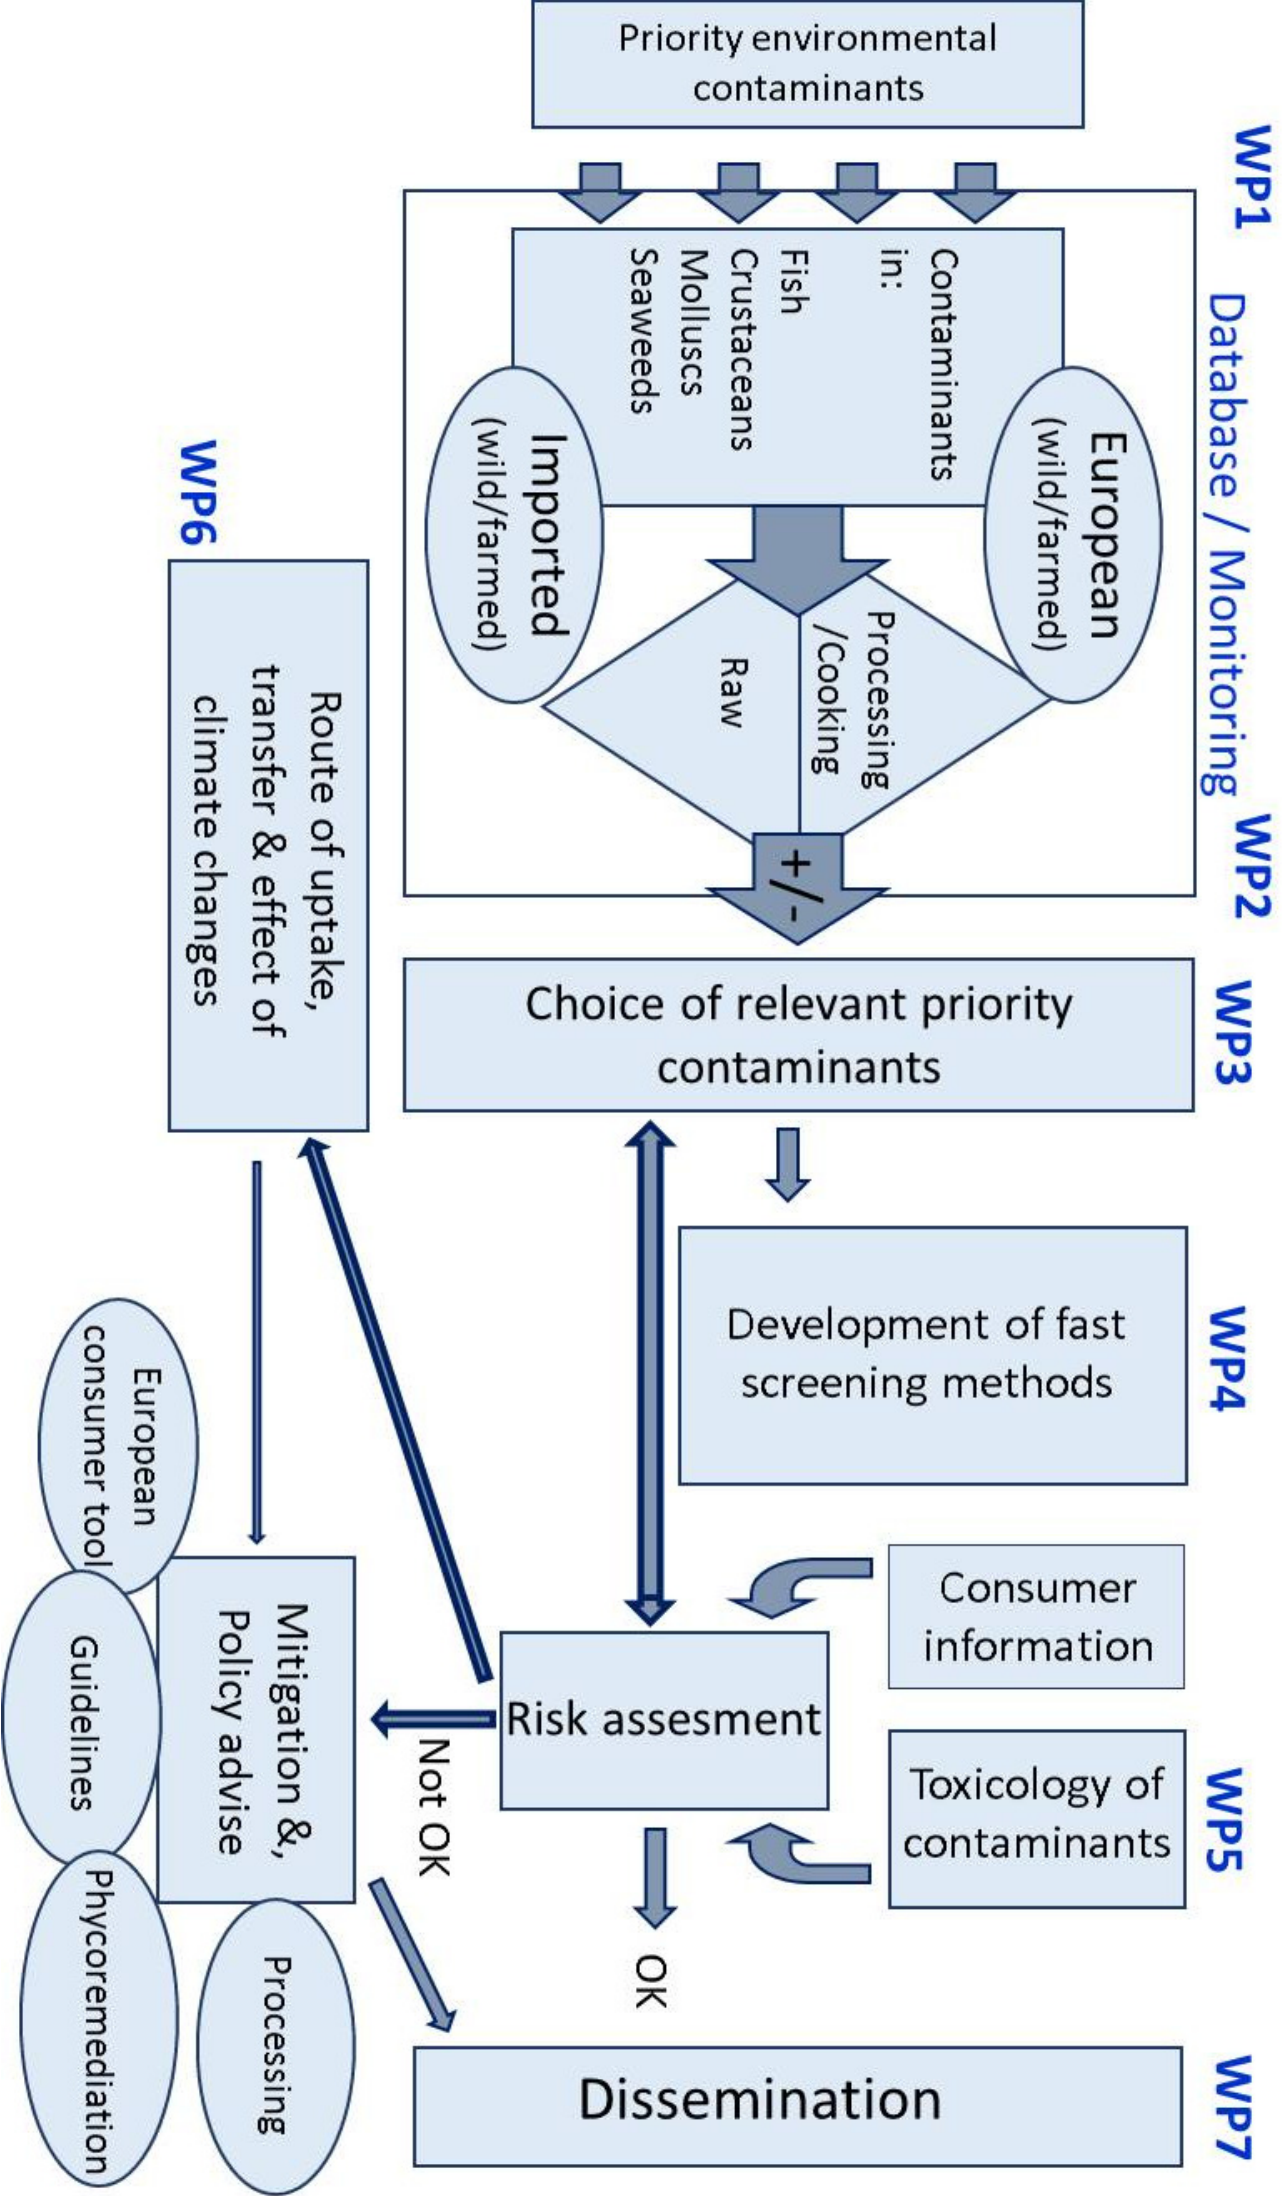 Priority environmental
contaminants
WP1
Database / Monitoring
WP2
Contaminants
in:
Fish
Crustaceans
Molluscs
Seaweeds
European
(wild/farmed)
Imported
(wild/farmed)
Processing
/Cooking
Raw
+/-
WP3
Choice of relevant priority
contaminants
WP6
Route of uptake,
transfer & effect of
climate changes
WP4
Development of fast
screening methods
Consumer
information
WP5
Toxicology of
contaminants
Risk assesment
Not OK
OK
Mitigation &,
Policy advise
European
consumer tool
Guidelines
Phycoremediation
Processing
WP7
Dissemination